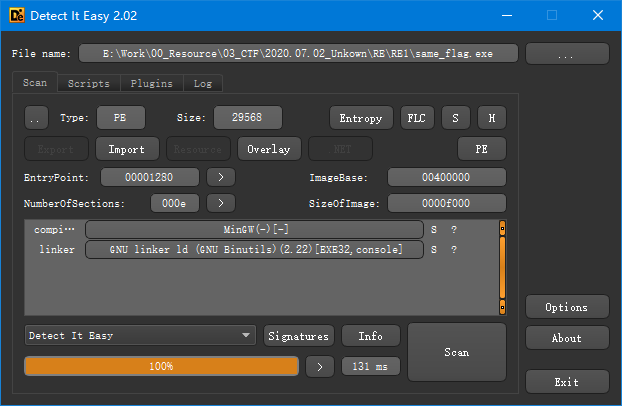 Detect It Easy 2.02
File name: E:\Work\00_Resource\03_CTF\2020.07.02_Unkown\RE\RE1\same_flag.exe ...
Scan Scripts Plugins Log
.. Type: PE Size: 29568 Entropy FLC S H
Export Import Resource Overlay .NET PE
EntryPoint: 00001280 > ImageBase: 00400000
NumberOfSections: 000e > SizeOfImage: 0000f000
compi… MinGW(-)[-] S ?
linker GNU linker ld (GNU Binutils)(2.22)[EXE32,console] S ?
Options
Detect It Easy Signatures Info Scan
About
100% > 131 ms
Exit